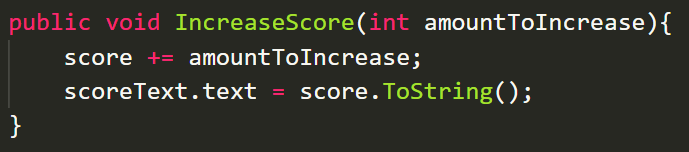 public void IncreaseScore(int amountToIncrease){
    score += amountToIncrease;
    scoreText.text = score.ToString();
}